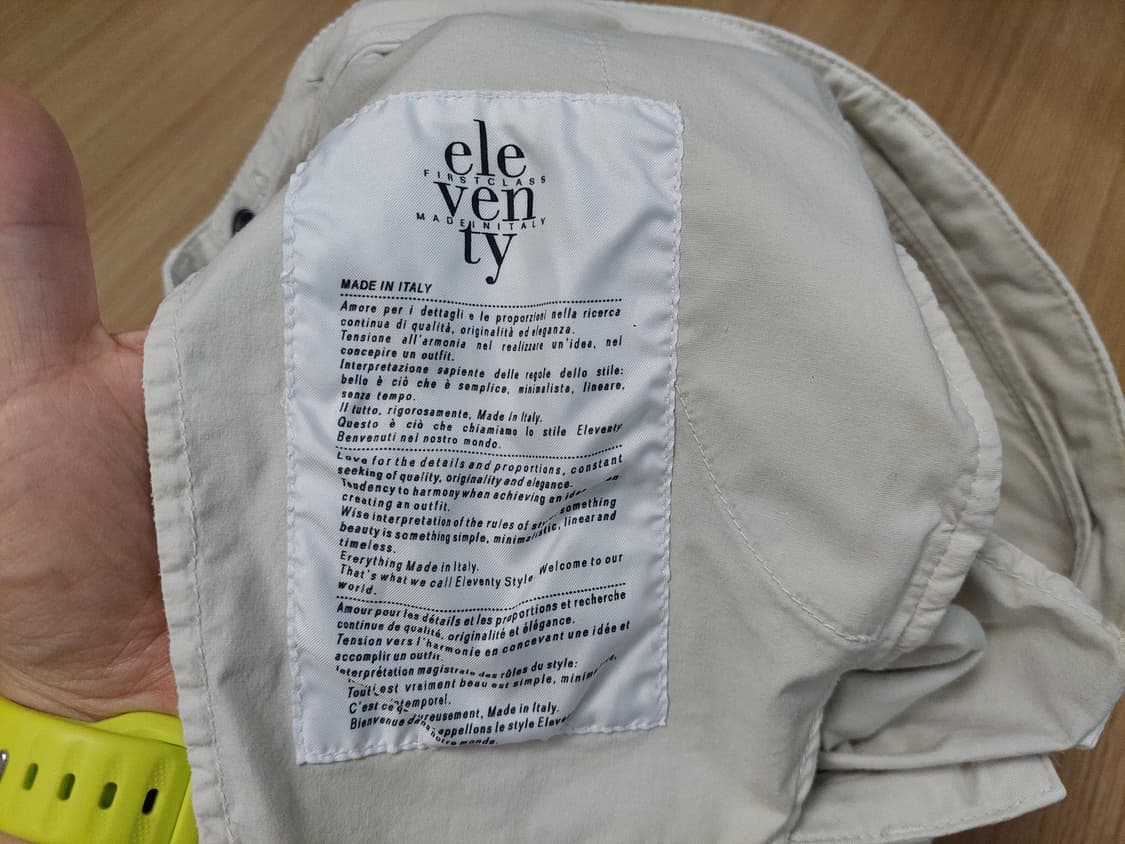 ele
FIRSTCLASS
ven
MADEINITALY
ty
MADE IN ITALY
Amore per i dettagli e le proporzioni nella ricerca
continua di qualità, originalità ed eleganza.
Tensione all'armonia nel realizzare un'idea, nel
concepire un outfit.
Interpretazione sapiente delle regole dello stile:
bello è ciò che è semplice, minimalista, lineare,
senza tempo.
Il tutto, rigorosamente, Made in Italy.
Questo è ciò che chiamiamo lo stile Eleventy
Benvenuti nel nostro mondo.
Love for the details and proportions, constant
seeking of quality, originality and elegance.
Tendency to harmony when achieving an
creating an outfit.
Wise interpretation of the rules of something
beauty is something simple, minimalistic, linear and
timeless.
Ererything Made in Italy.
That's what we call Eleventy Style Welcome to our
world.
Amour pour les détails et les proportions et recherche
continue de qualité, originalité et élégance.
Tension vers l'harmonie en concevant une idée et
accomplir un outfit.
Interprétation des rôles du style:
est vraiment beau est simple,
C'est ce
Bienvenue Made in Italy.
appellons le style
monde.